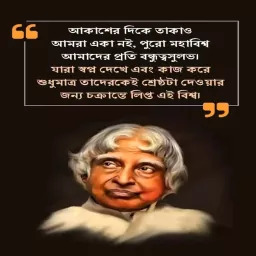 আকাশের দিকে তাকাও
আমরা একা নই, পুরো মহাবিশ্ব
আমাদের প্রতি বন্ধুত্বসুলভ।
যারা স্বপ্ন দেখে এবং কাজ করে
শুধুমাত্র তাদেরকেই শ্রেষ্ঠটা দেওয়ার
জন্য চক্রান্তে লিপ্ত এই বিশ্ব।